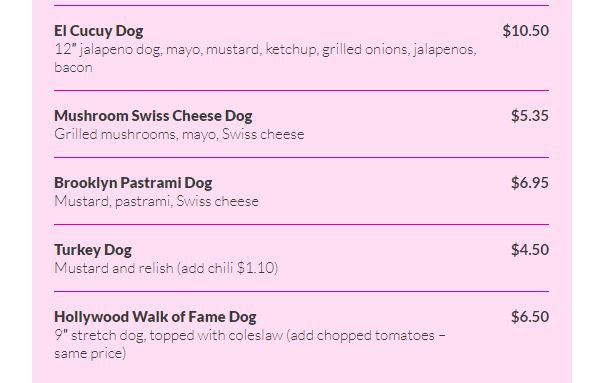 El Cucuy Dog $10.50
12″ jalapeno dog, mayo, mustard, ketchup, grilled onions, jalapenos,
bacon
Mushroom Swiss Cheese Dog $5.35
Grilled mushrooms, mayo, Swiss cheese
Brooklyn Pastrami Dog $6.95
Mustard, pastrami, Swiss cheese
Turkey Dog $4.50
Mustard and relish (add chili $1.10)
Hollywood Walk of Fame Dog $6.50
9″ stretch dog, topped with coleslaw (add chopped tomatoes –
same price)